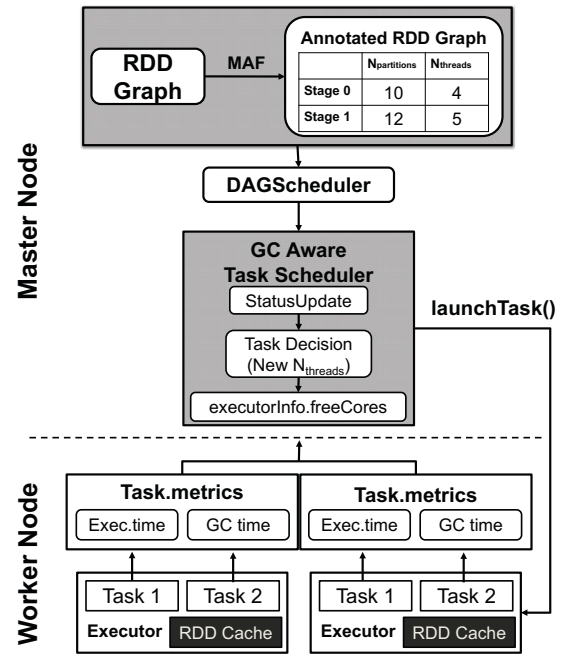 Master Node
RDD Graph
MAF
Annotated RDD Graph
Npartitions Nthreads
Stage 0 10 4
Stage 1 12 5
DAGScheduler
GC Aware
Task Scheduler
StatusUpdate
Task Decision
(New Nthreads)
executorInfo.freeCores
launchTask()
Worker Node
Task.metrics Task.metrics
Exec.time GC time Exec.time GC time
Task 1 Task 2 Task 1 Task 2
Executor RDD Cache Executor RDD Cache